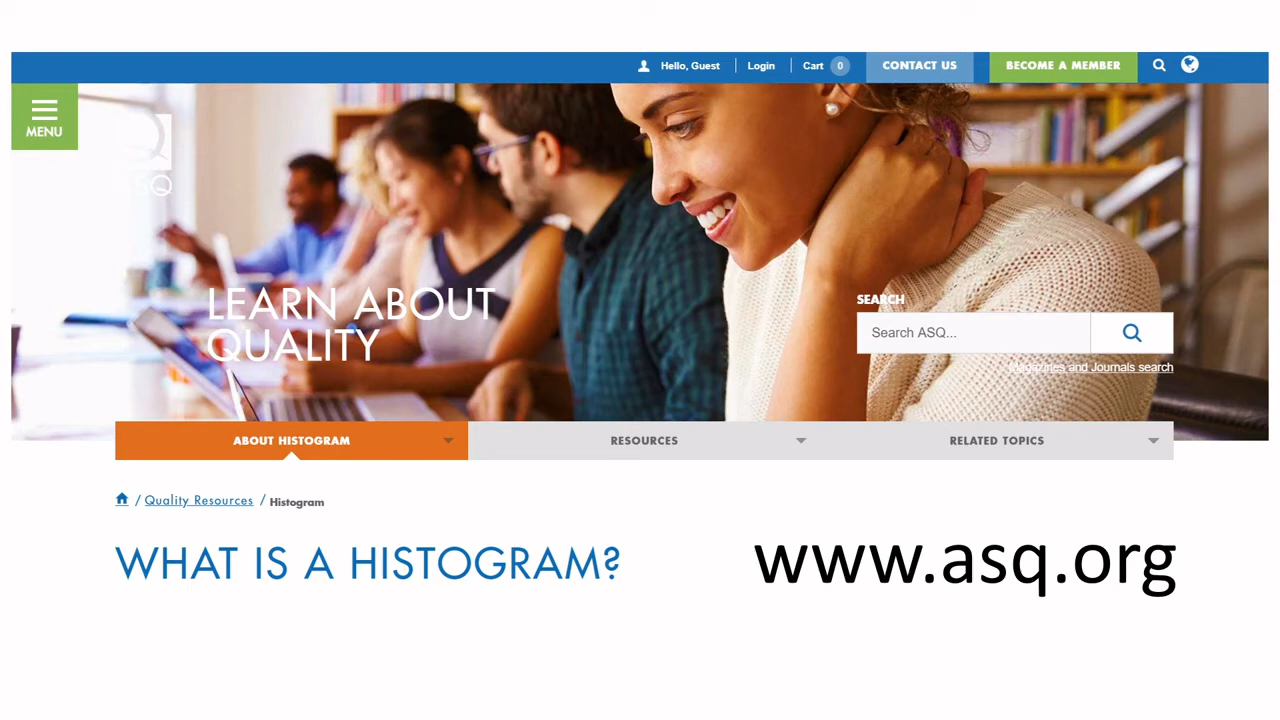 Hello, Guest
Login
Cart 0
CONTACT US
BECOME A MEMBER
MENU
LEARN ABOUT
QUALITY
SEARCH
Search ASQ...
Magazines and Journals search
ABOUT HISTOGRAM
RESOURCES
RELATED TOPICS
/ Quality Resources / Histogram
WHAT IS A HISTOGRAM?
www.asq.org